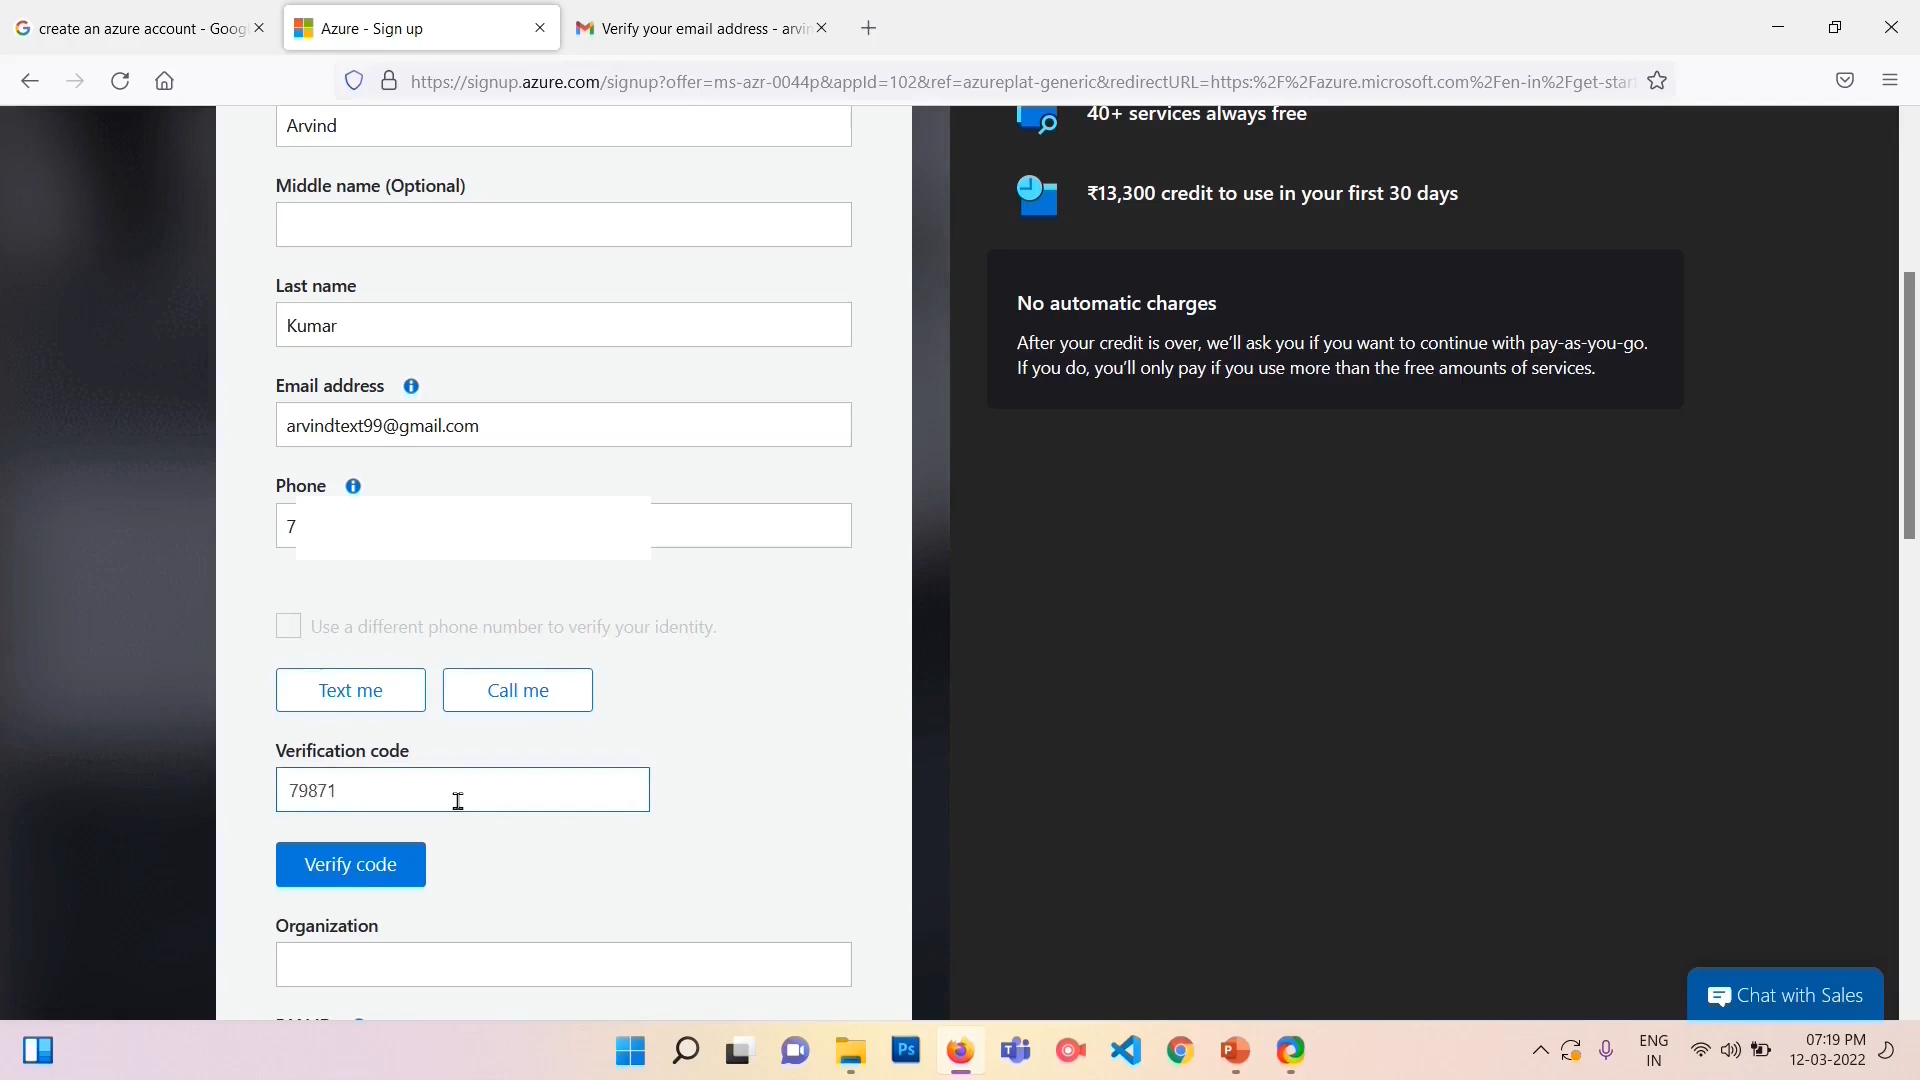 create an azure account - Goog
Azure - Sign up
Verify your email address - arvin
https://signup.azure.com/signup?offer=ms-azr-0044p&appId=102&ref=azureplat-generic&redirectURL=https:%2F%2Fazure.microsoft.com%2Fen-in%2Fget-star
Arvind
Middle name (Optional)
Last name
Kumar
Email address
arvindtext99@gmail.com
Phone
7
Use a different phone number to verify your identity.
Text me
Call me
Verification code
79871
Verify code
Organization
40+ services always free
₹13,300 credit to use in your first 30 days
No automatic charges
After your credit is over, we'll ask you if you want to continue with pay-as-you-go.
If you do, you'll only pay if you use more than the free amounts of services.
Chat with Sales
Ps
ENG
IN
07:19 PM
12-03-2022